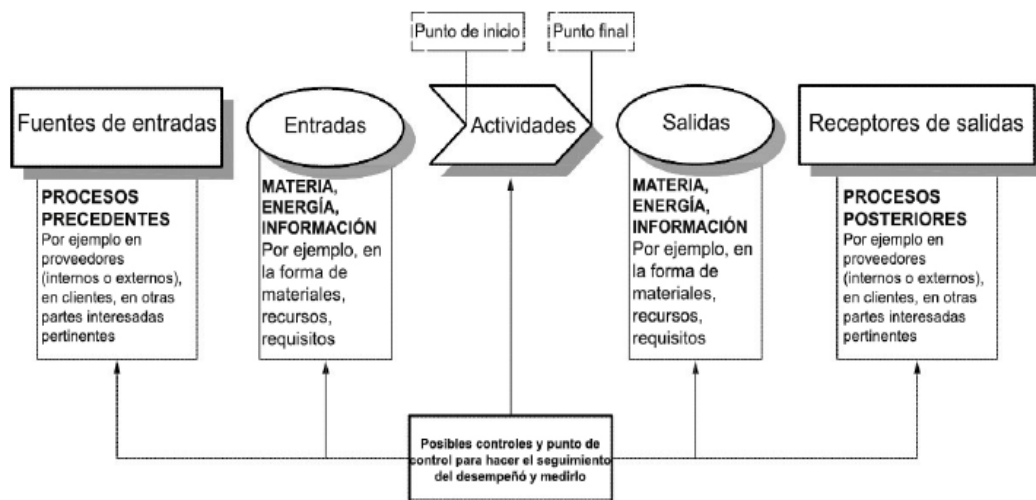 Punto de inicio
Punto final
Fuentes de entradas
Entradas
Actividades
Salidas
Receptores de salidas
PROCESOS
PRECEDENTES
Por ejemplo en
proveedores
(internos o externos),
en clientes, en otras
partes interesadas
pertinentes
MATERIA,
ENERGÍA,
INFORMACIÓN
Por ejemplo, en
la forma de
materiales,
recursos,
requisitos
MATERIA,
ENERGÍA,
INFORMACIÓN
Por ejemplo, en
la forma de
materiales,
recursos,
requisitos
PROCESOS
POSTERIORES
Por ejemplo en
proveedores
(internos o externos),
en clientes, en otras
partes interesadas
pertinentes
Posibles controles y punto de
control para hacer el seguimiento
del desempeñó y medirlo